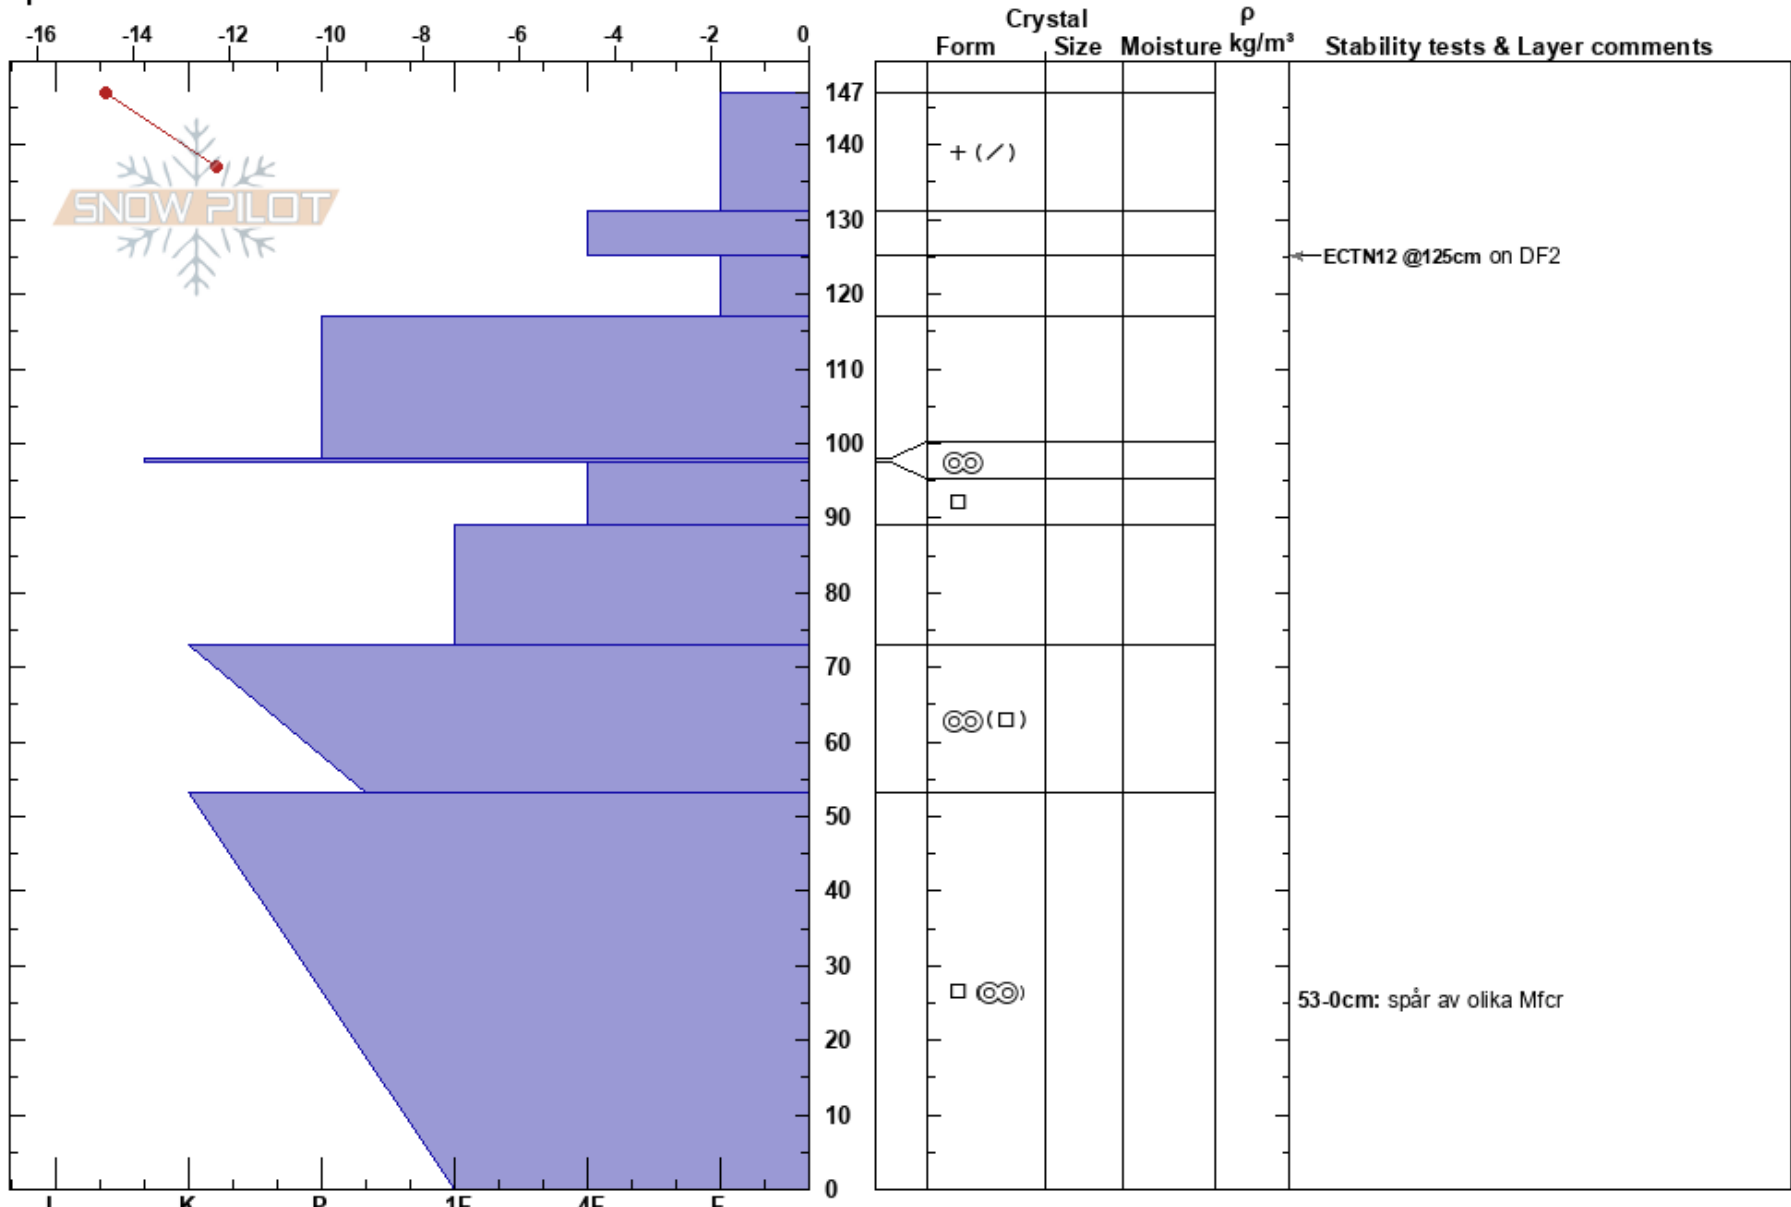 Crystal ρ
-16 -14 -12 -10 -8 -6 -4 -2 0 Form Size Moisture kg/m³ Stability tests & Layer comments
147
140
+ (/)
SNOW PILOT
130
ECTN12 @125cm on DF2
120
110
100
90
80
70
60
50
40
30
53-0cm: spår av olika Mfcr
20
10
0
I K P 1F 4F F